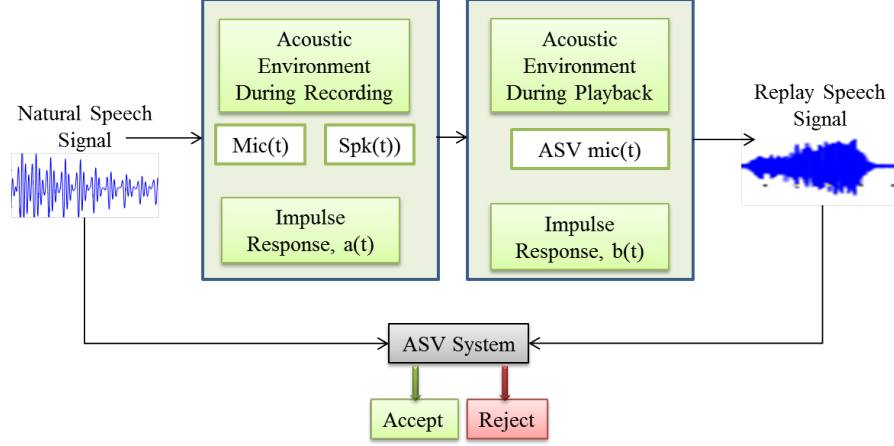 Natural Speech
Signal
Acoustic
Environment
During Recording
Mic(t)
Spk(t))
Impulse
Response, a(t)
Acoustic
Environment
During Playback
ASV mic(t)
Impulse
Response, b(t)
Replay Speech
Signal
ASV System
Accept
Reject